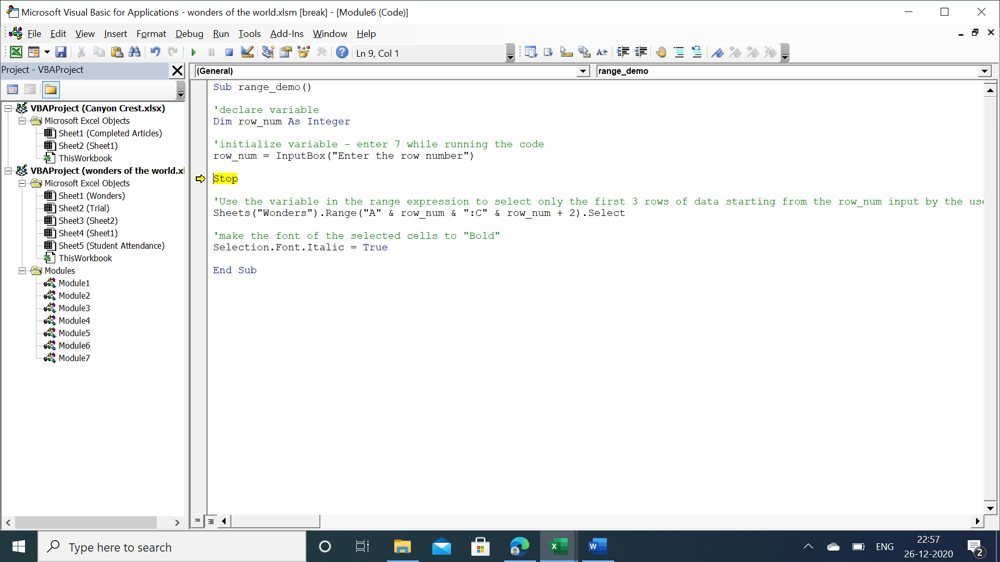 Microsoft Visual Basic for Applications - wonders of the world.xlsm [break] - [Module6 (Code)]
File Edit View Insert Format Debug Run Tools Add-Ins Window Help
Ln 9, Col 1
Project - VBAProject
(General)
range_demo
VBAProject (Canyon Crest.xlsx)
Microsoft Excel Objects
Sheet1 (Completed Articles)
Sheet2 (Sheet1)
ThisWorkbook
VBAProject (wonders of the world.xl
Microsoft Excel Objects
Sheet1 (Wonders)
Sheet2 (Trial)
Sheet3 (Sheet2)
Sheet4 (Sheet1)
Sheet5 (Student Attendance)
ThisWorkbook
Modules
Module1
Module2
Module3
Module4
Module5
Module6
Module7
Sub range_demo()
'declare variable
Dim row_num As Integer
'initialize variable - enter 7 while running the code
row_num = InputBox("Enter the row number")
Stop
'Use the variable in the range expression to select only the first 3 rows of data starting from the row_num input by the use
Sheets("Wonders").Range("A" & row_num & ":C" & row_num + 2).Select
'make the font of the selected cells to "Bold"
Selection.Font.Italic = True
End Sub
Type here to search
ENG
22:57
26-12-2020
2